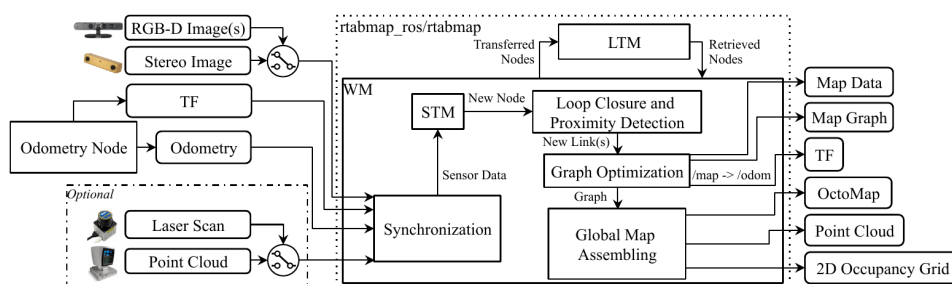 RGB-D Image(s)
Stereo Image
TF
Odometry Node
Odometry
Optional
Laser Scan
Point Cloud
rtabmap_ros/rtabmap
Transferred
Nodes
LTM
Retrieved
Nodes
WM
STM
New Node
Loop Closure and
Proximity Detection
New Link(s)
Graph Optimization
/map -> /odom
Sensor Data
Graph
Synchronization
Global Map
Assembling
Map Data
Map Graph
TF
OctoMap
Point Cloud
2D Occupancy Grid